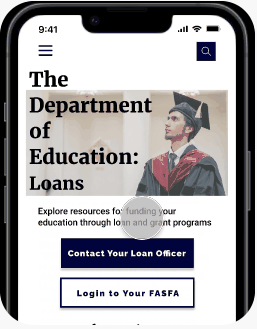 9:41
The
Department
of
Education:
Loans
Explore resources for funding your
education through loan and grant programs
Contact Your Loan Officer
Login to Your FASFA